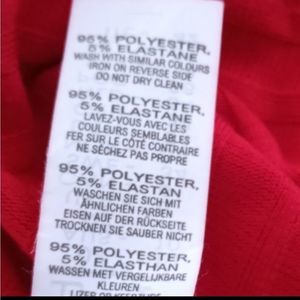 95% POLYESTER,
5% ELASTANE
WASH WITH SIMILAR COLOURS
IRON ON REVERSE SIDE
DO NOT DRY CLEAN
95% POLYESTER,
5% ELASTANE
LAVEZ-VOUS AVEC LES
COULEURS SEMBLABLES
FER SUR LE CÔTÉ CONTRAIRE
NE SÉCHEZ PAS PROPRE
95% POLYESTER,
5% ELASTAN
WASCHEN SIE SICH MIT
ÄHNLICHEN FARBEN
EISEN AUF DER RÜCKSEITE
TROCKNEN SIE SAUBER NICHT
95% POLYESTER,
5% ELASTHAN
WASSEN MET VERGELIJKBARE
KLEUREN